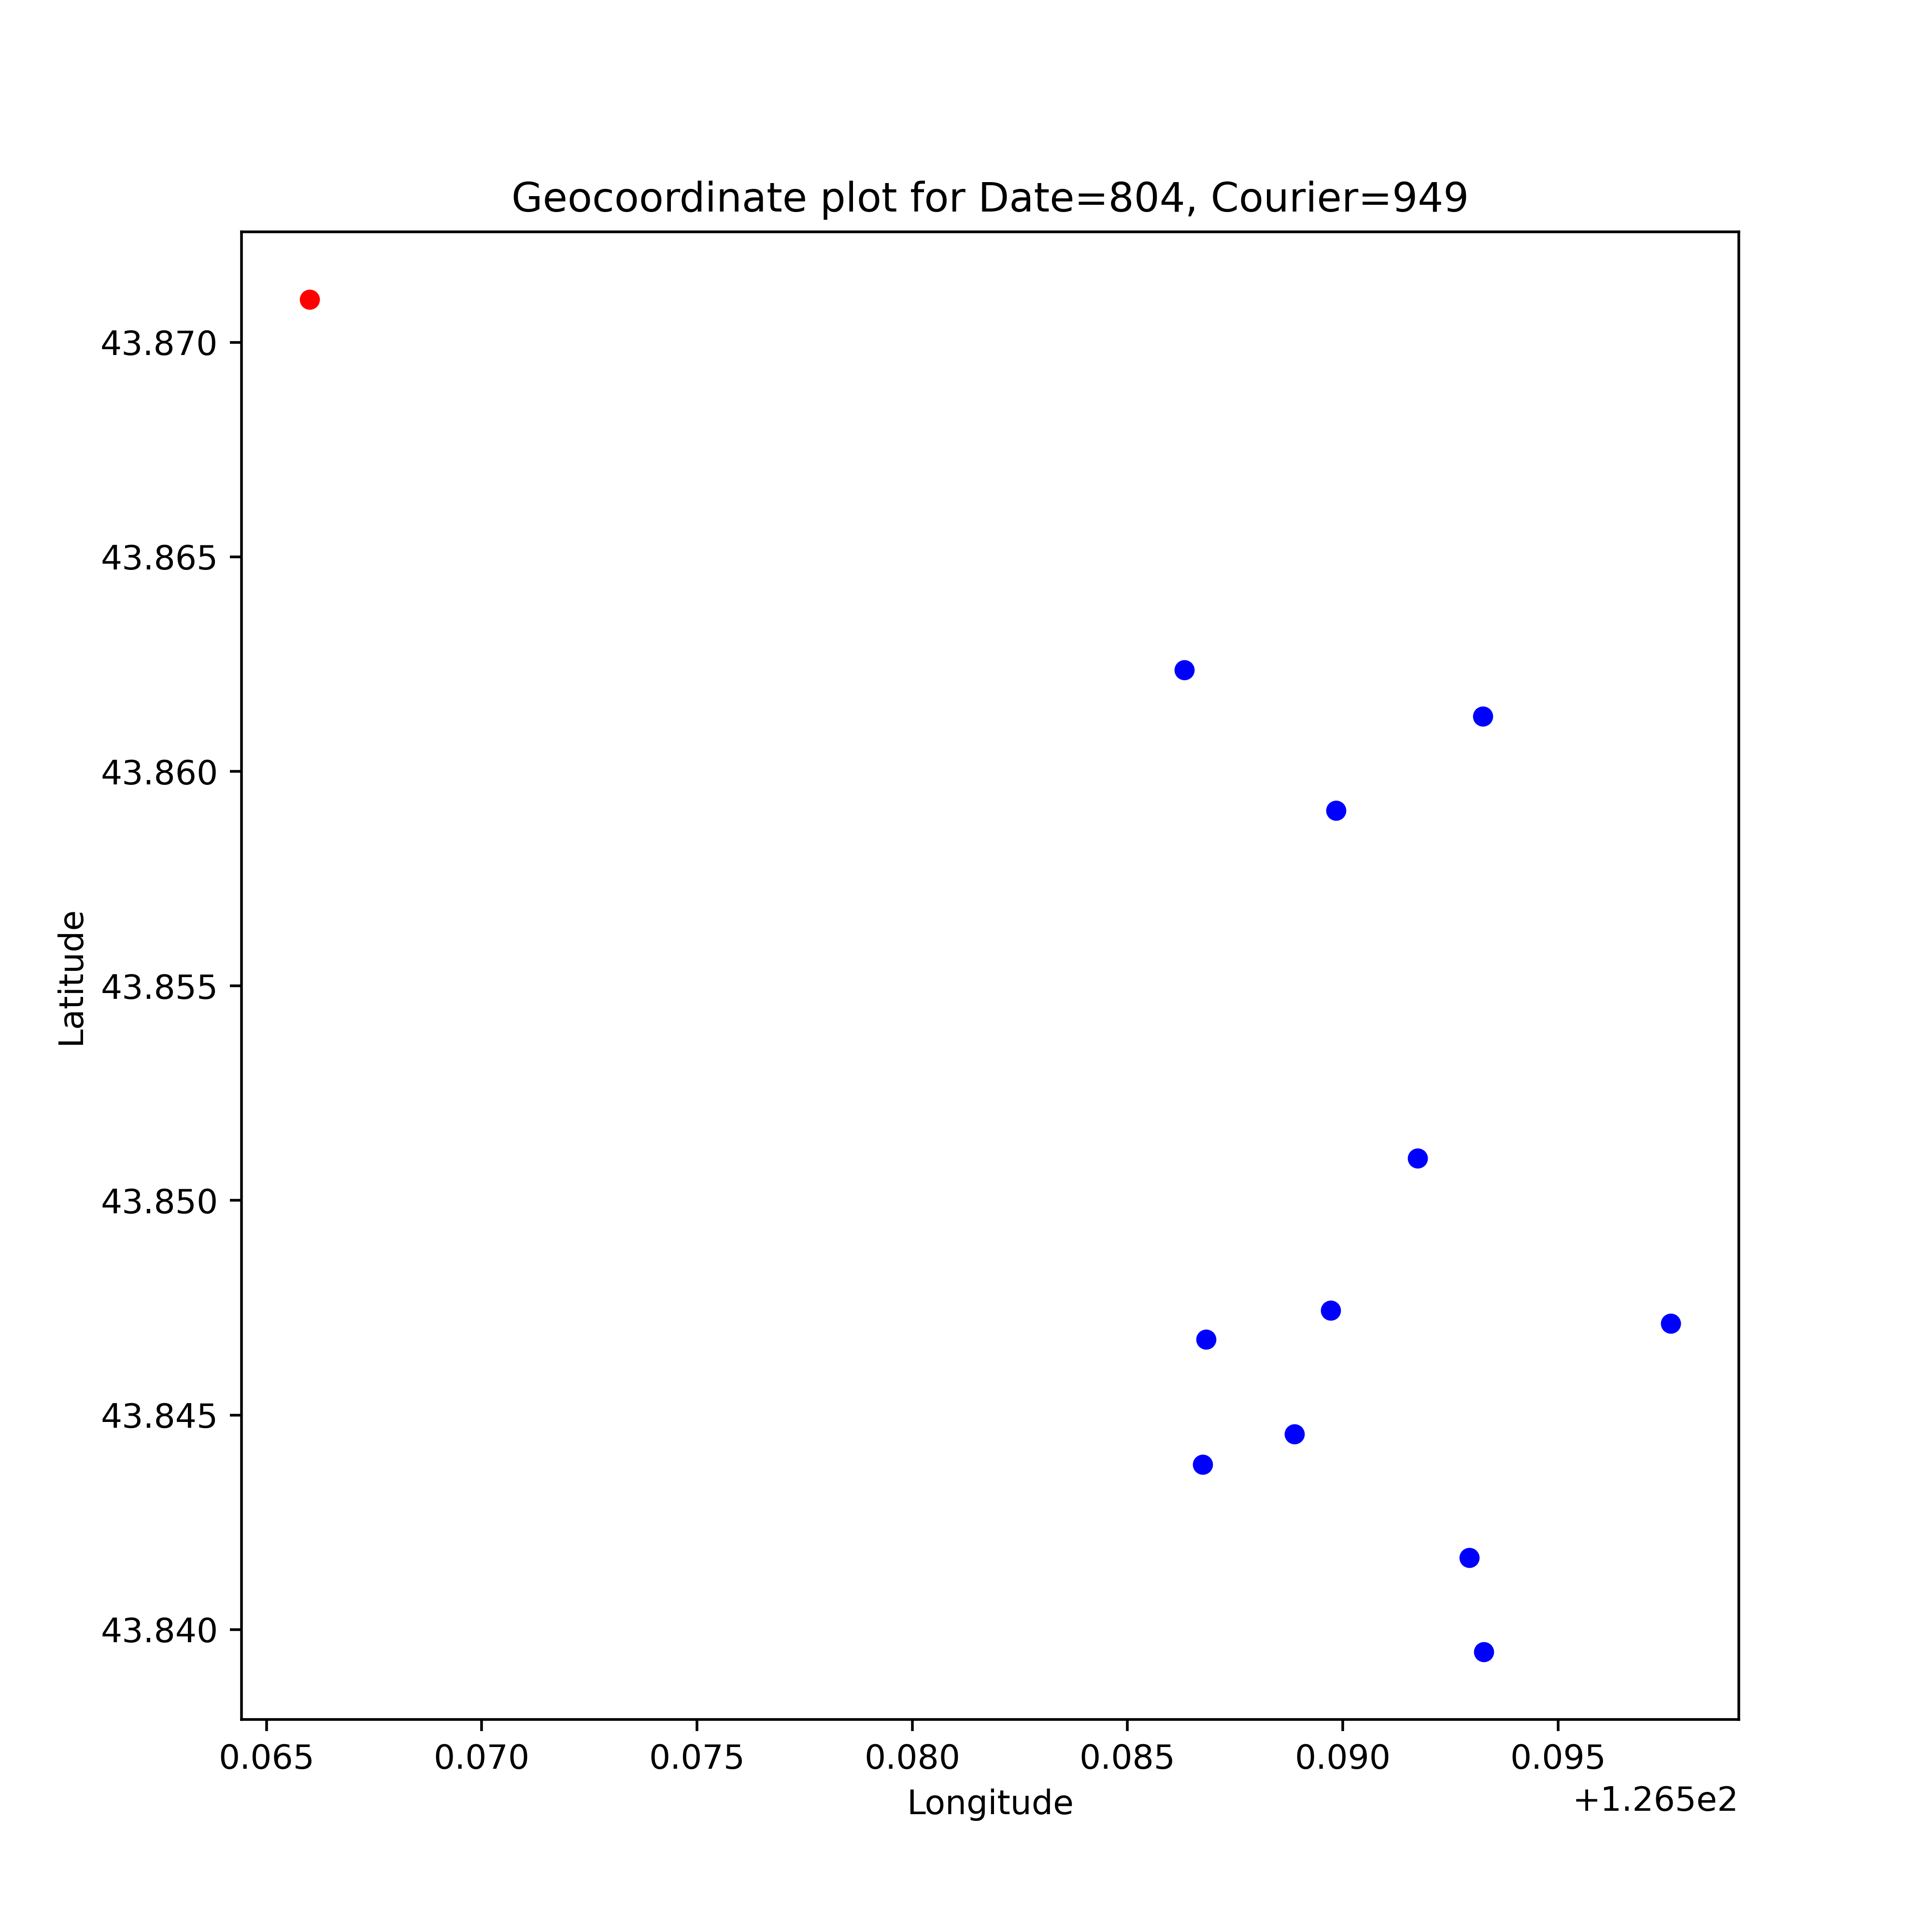 Geocoordinate plot for Date=804, Courier=949
43.870
43.865
43.860
43.855
43.850
43.845
43.840
Latitude
0.065 0.070 0.075 0.080 0.085 0.090 0.095
+1.265e2
Longitude